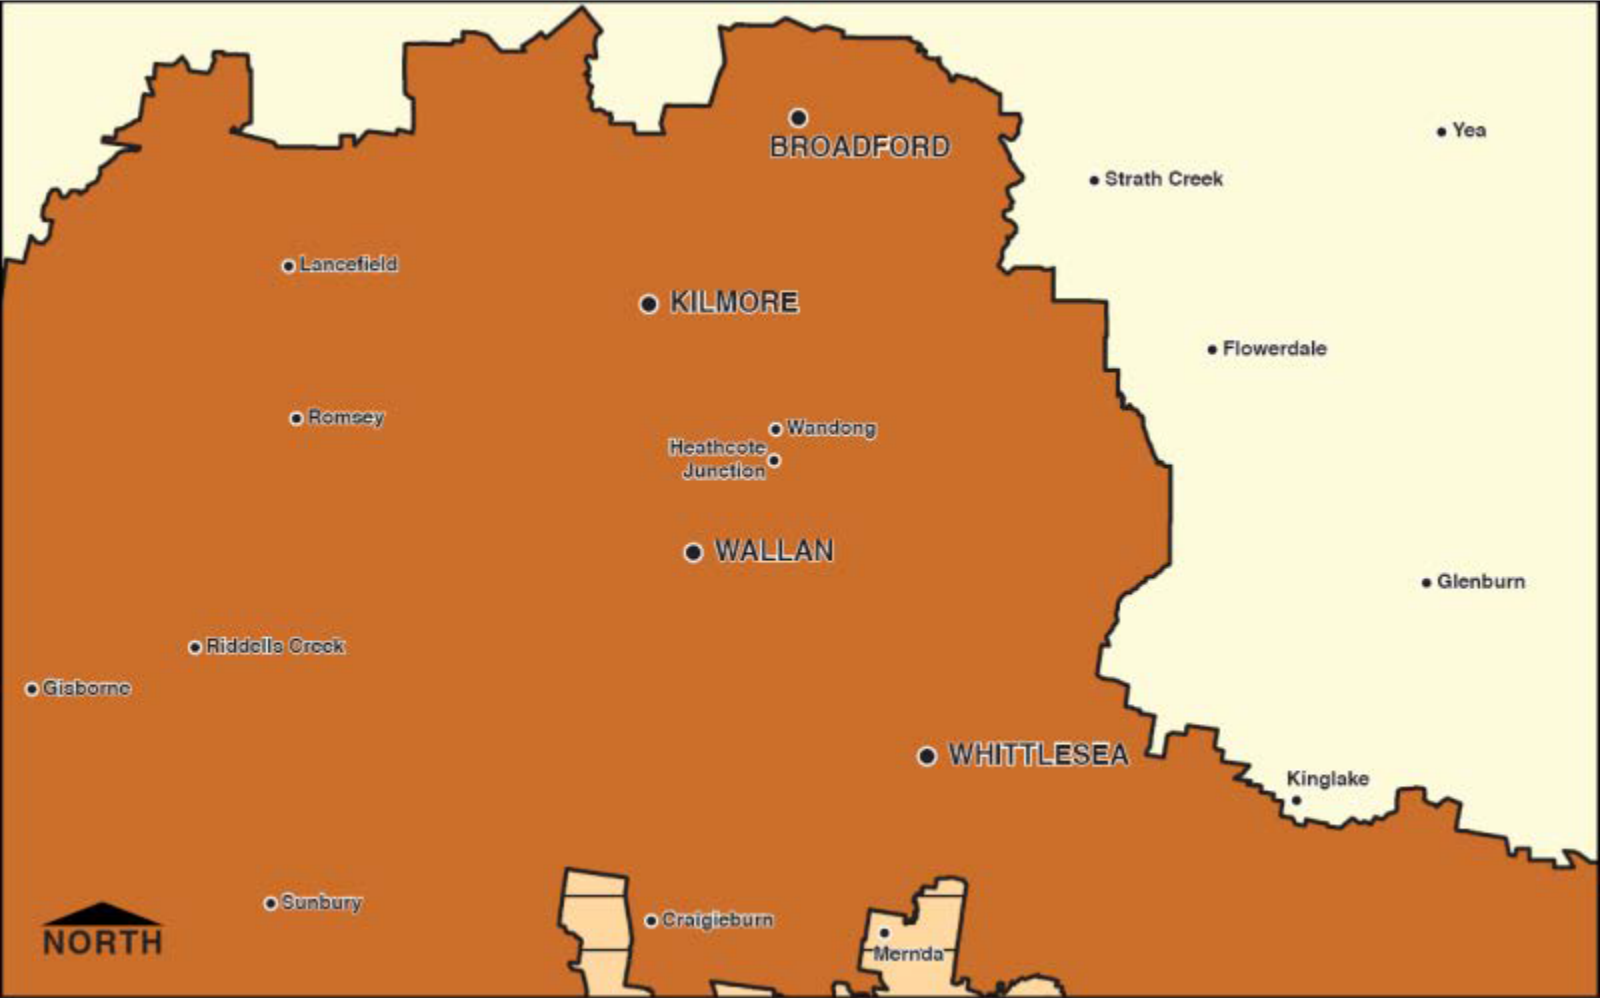 Yea
BROADFORD
Strath Creek
Lancefield
KILMORE
Flowerdale
Romsey
Wandong
Heathcote
Junction
WALLAN
Glenburn
Riddells Creek
Gisborne
WHITTLESEA
Kinglake
Sunbury
Craigieburn
NORTH
Mernda